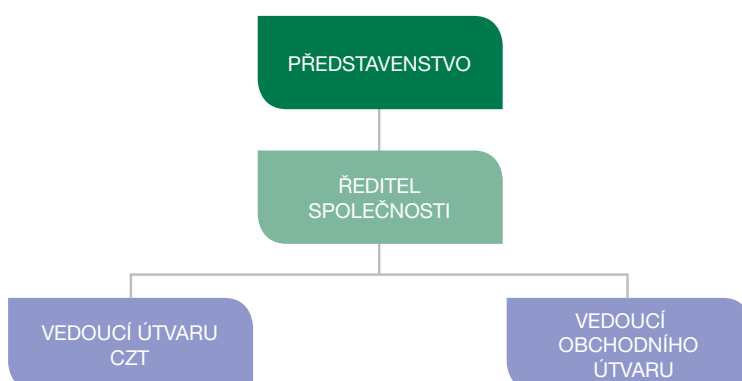 PŘEDSTAVENSTVO
ŘEDITEL
SPOLEČNOSTI
VEDOUCÍ ÚTVARU
CZT
VEDOUCÍ
OBCHODNÍHO
ÚTVARU